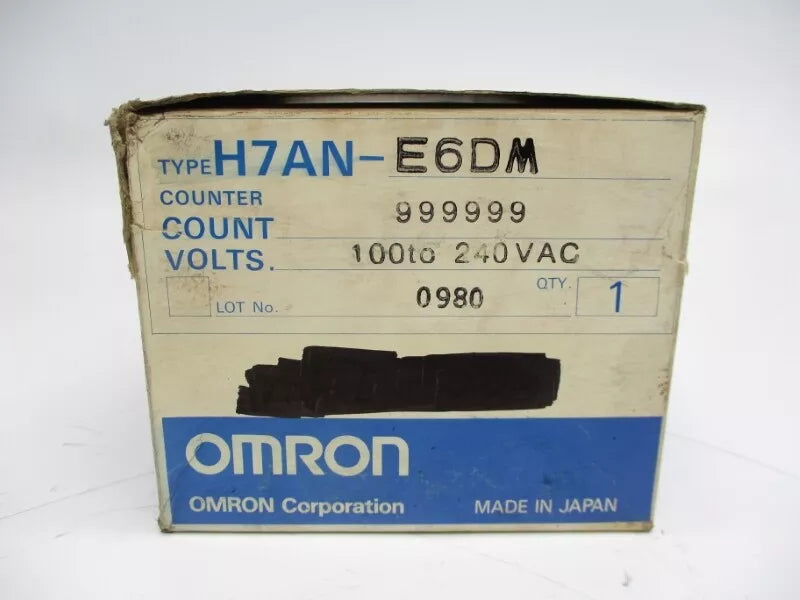 TYPE H7AN-E6DM
COUNTER
COUNT 999999
VOLTS. 100to 240VAC
LOT No. 0980 QTY. 1
OMRON
OMRON Corporation MADE IN JAPAN